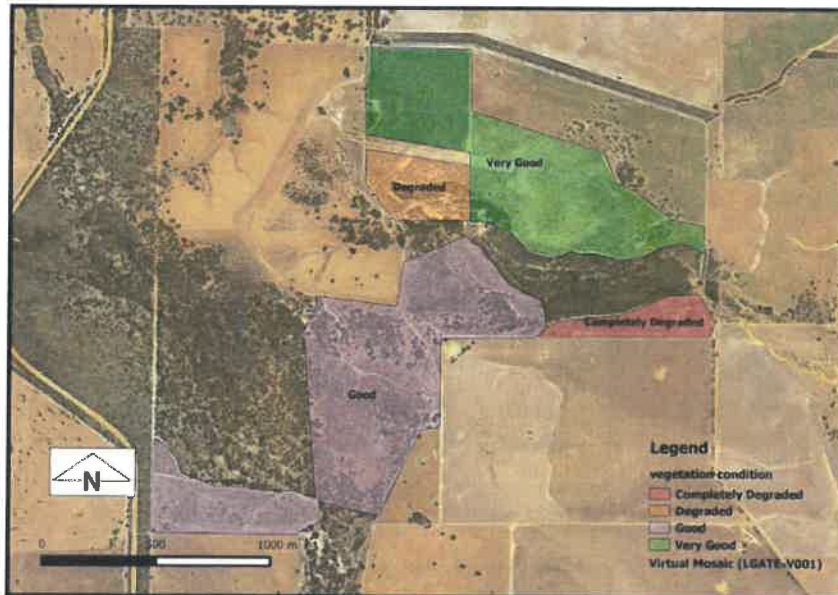 Very Good
Degraded
Completely Degraded
Good
N
0 500 1000 m
Legend
vegetation condition
Completely Degraded
Degraded
Good
Very Good
Virtual Mosaic (LGATE-V001)